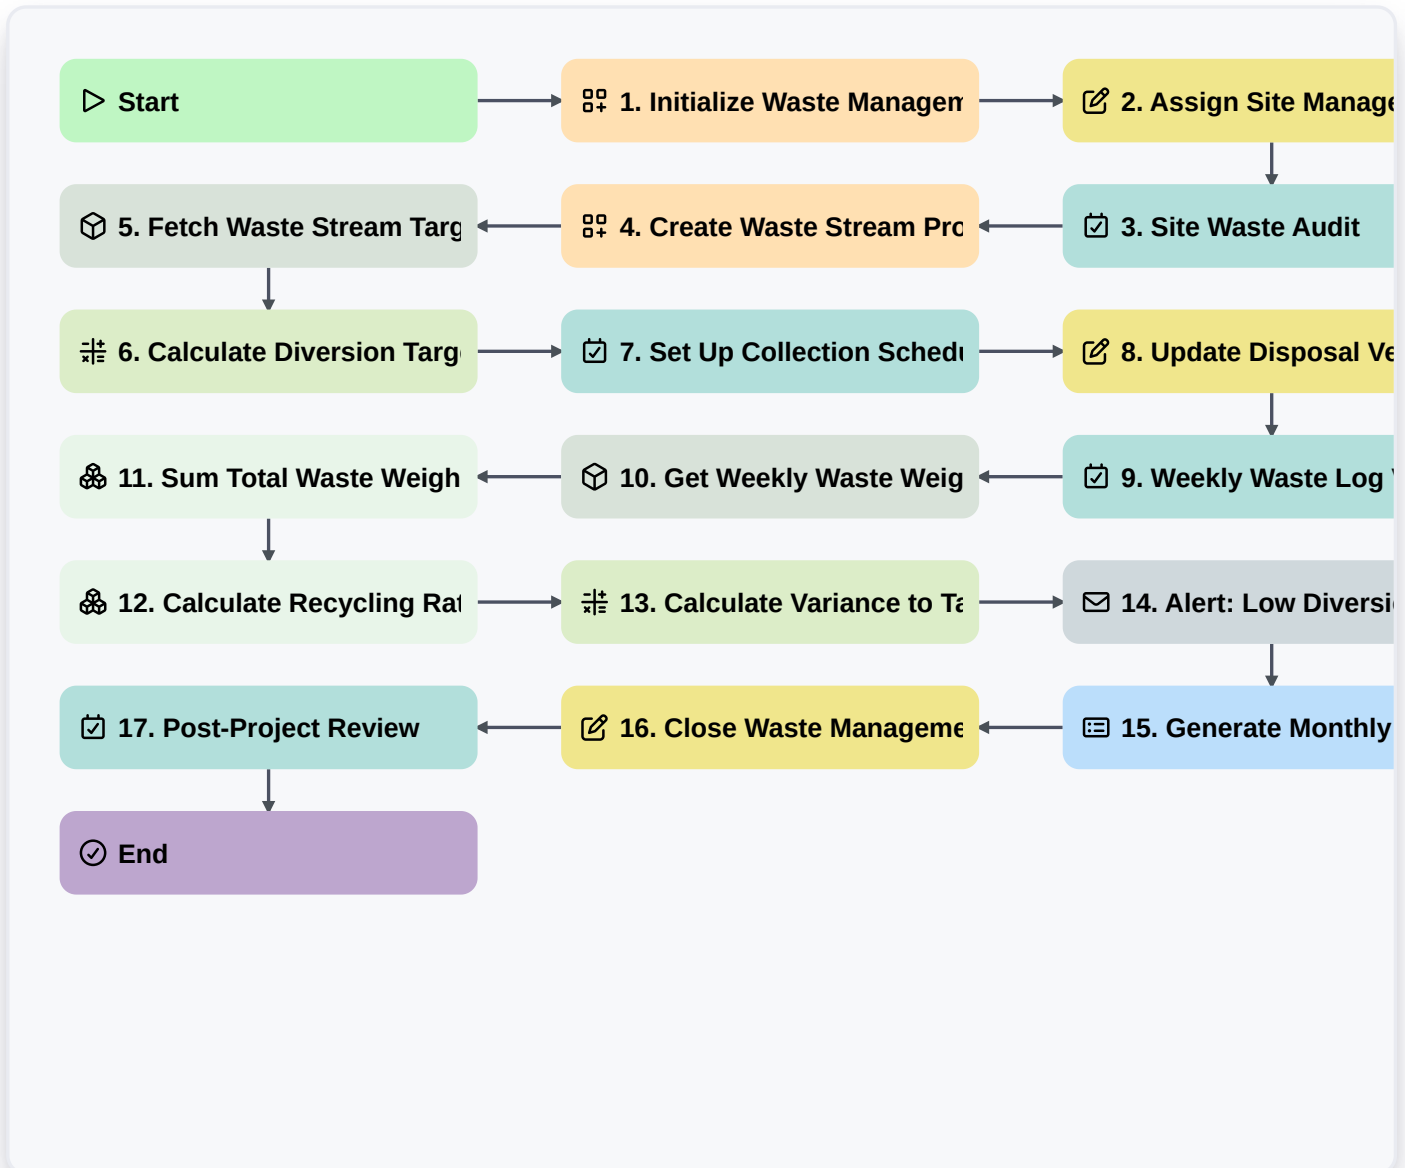 Start
1. Initialize Waste Managem
2. Assign Site Manage
5. Fetch Waste Stream Targ
4. Create Waste Stream Pro
3. Site Waste Audit
6. Calculate Diversion Targ
7. Set Up Collection Schedu
8. Update Disposal Ve
11. Sum Total Waste Weigh
10. Get Weekly Waste Weig
9. Weekly Waste Log
12. Calculate Recycling Rat
13. Calculate Variance to Ta
14. Alert: Low Diversi
17. Post-Project Review
16. Close Waste Manageme
15. Generate Monthly
End